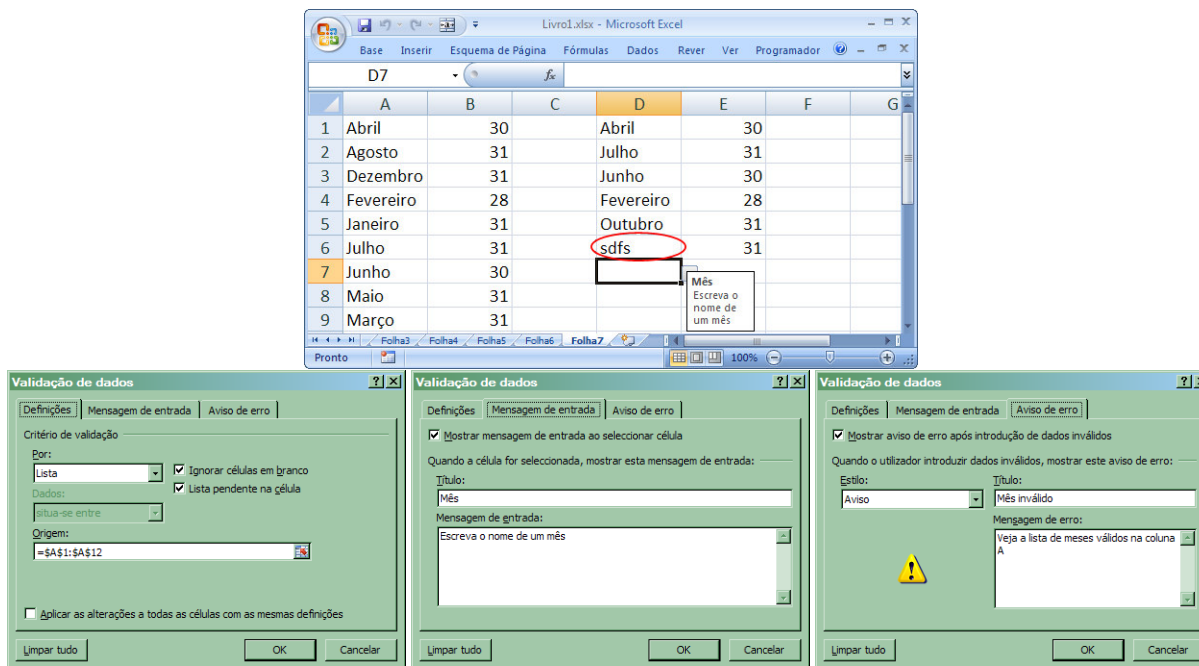 Livro1.xlsx - Microsoft Excel
Base Inserir Esquema de Página Fórmulas Dados Rever Ver Programador
D7 fx
A B C D E F G
1 Abril 30 Abril 30
2 Agosto 31 Julho 31
3 Dezembro 31 Junho 30
4 Fevereiro 28 Fevereiro 28
5 Janeiro 31 Outubro 31
6 Julho 31 sdfs 31
7 Junho 30
8 Maio 31
9 Março 31
Mês
Escreva o
nome de
um mês
Folha3 Folha4 Folha5 Folha6 Folha7
Pronto 100%
Validação de dados
Definições Mensagem de entrada Aviso de erro
Critério de validação
Por:
Lista
Ignorar células em branco
Lista pendente na célula
Dados:
situa-se entre
Origem:
=$A$1:$A$12
Aplicar as alterações a todas as células com as mesmas definições
Limpar tudo OK Cancelar
Validação de dados
Definições Mensagem de entrada Aviso de erro
Mostrar mensagem de entrada ao seleccionar célula
Quando a célula for seleccionada, mostrar esta mensagem de entrada:
Título:
Mês
Mensagem de entrada:
Escreva o nome de um mês
Limpar tudo OK Cancelar
Validação de dados
Definições Mensagem de entrada Aviso de erro
Mostrar aviso de erro após introdução de dados inválidos
Quando o utilizador introduzir dados inválidos, mostrar este aviso de erro:
Estilo:
Aviso
Título:
Mês inválido
Mensagem de erro:
Veja a lista de meses válidos na coluna
A
Limpar tudo OK Cancelar